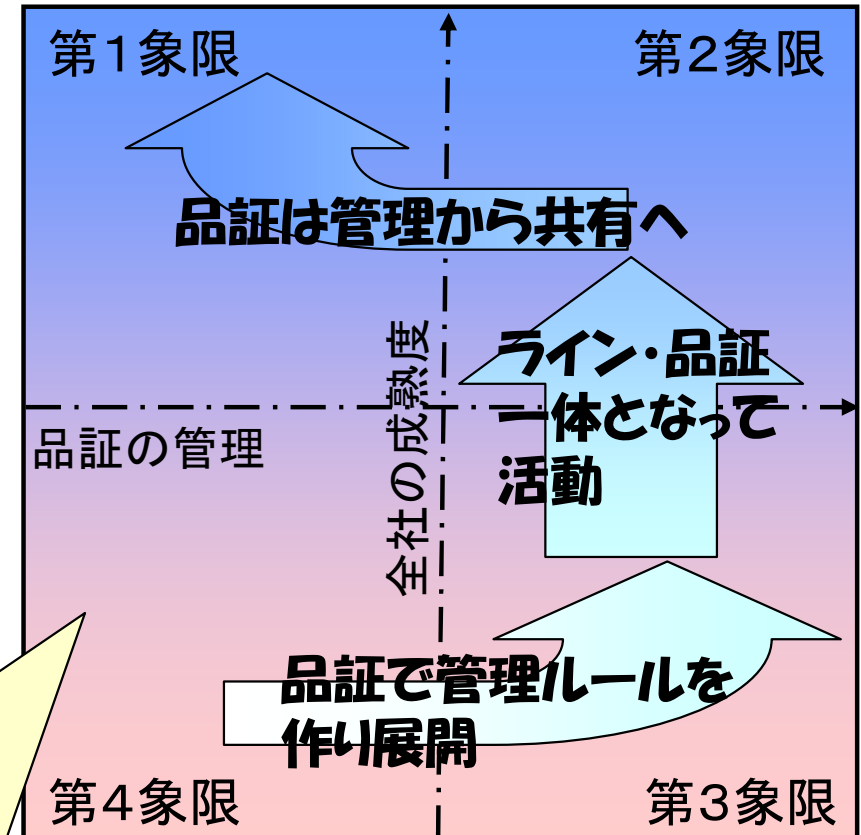 第１象限
第２象限
品証は管理から共有へ
ライン・品証
一体となって
活動
全社の成熟度
品証の管理
品証で管理ルールを
作り展開
第４象限
第３象限